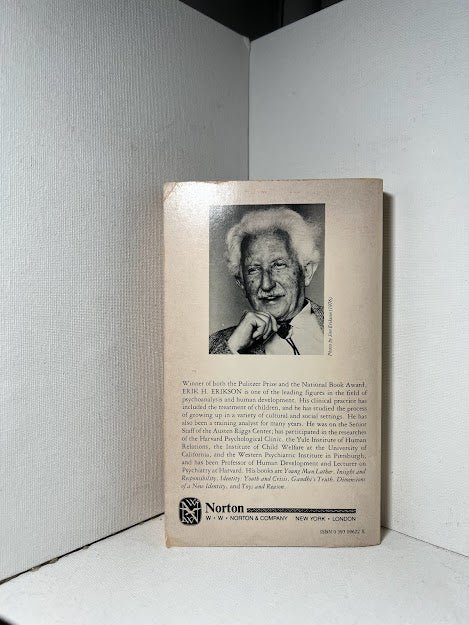 Photo by Jon Erikson (1976)
Winner of both the Pulitzer Prize and the National Book Award,
ERIK H. ERIKSON is one of the leading figures in the field of
psychoanalysis and human development. His clinical practice has
included the treatment of children, and he has studied the process
of growing up in a variety of cultural and social settings. He has
also been a training analyst for many years. He was on the Senior
Staff of the Austen Riggs Center, has participated in the researches
of the Harvard Psychological Clinic, the Yale Institute of Human
Relations, the Institute of Child Welfare at the University of
California, and the Western Psychiatric Institute in Pittsburgh,
and has been Professor of Human Development and Lecturer on
Psychiatry at Harvard. His books are Young Man Luther, Insight and
Responsibility, Identity: Youth and Crisis, Gandhi's Truth, Dimensions
of a New Identity, and Toys and Reason.
Norton
W • W • NORTON & COMPANY NEW YORK • LONDON
ISBN 0 393